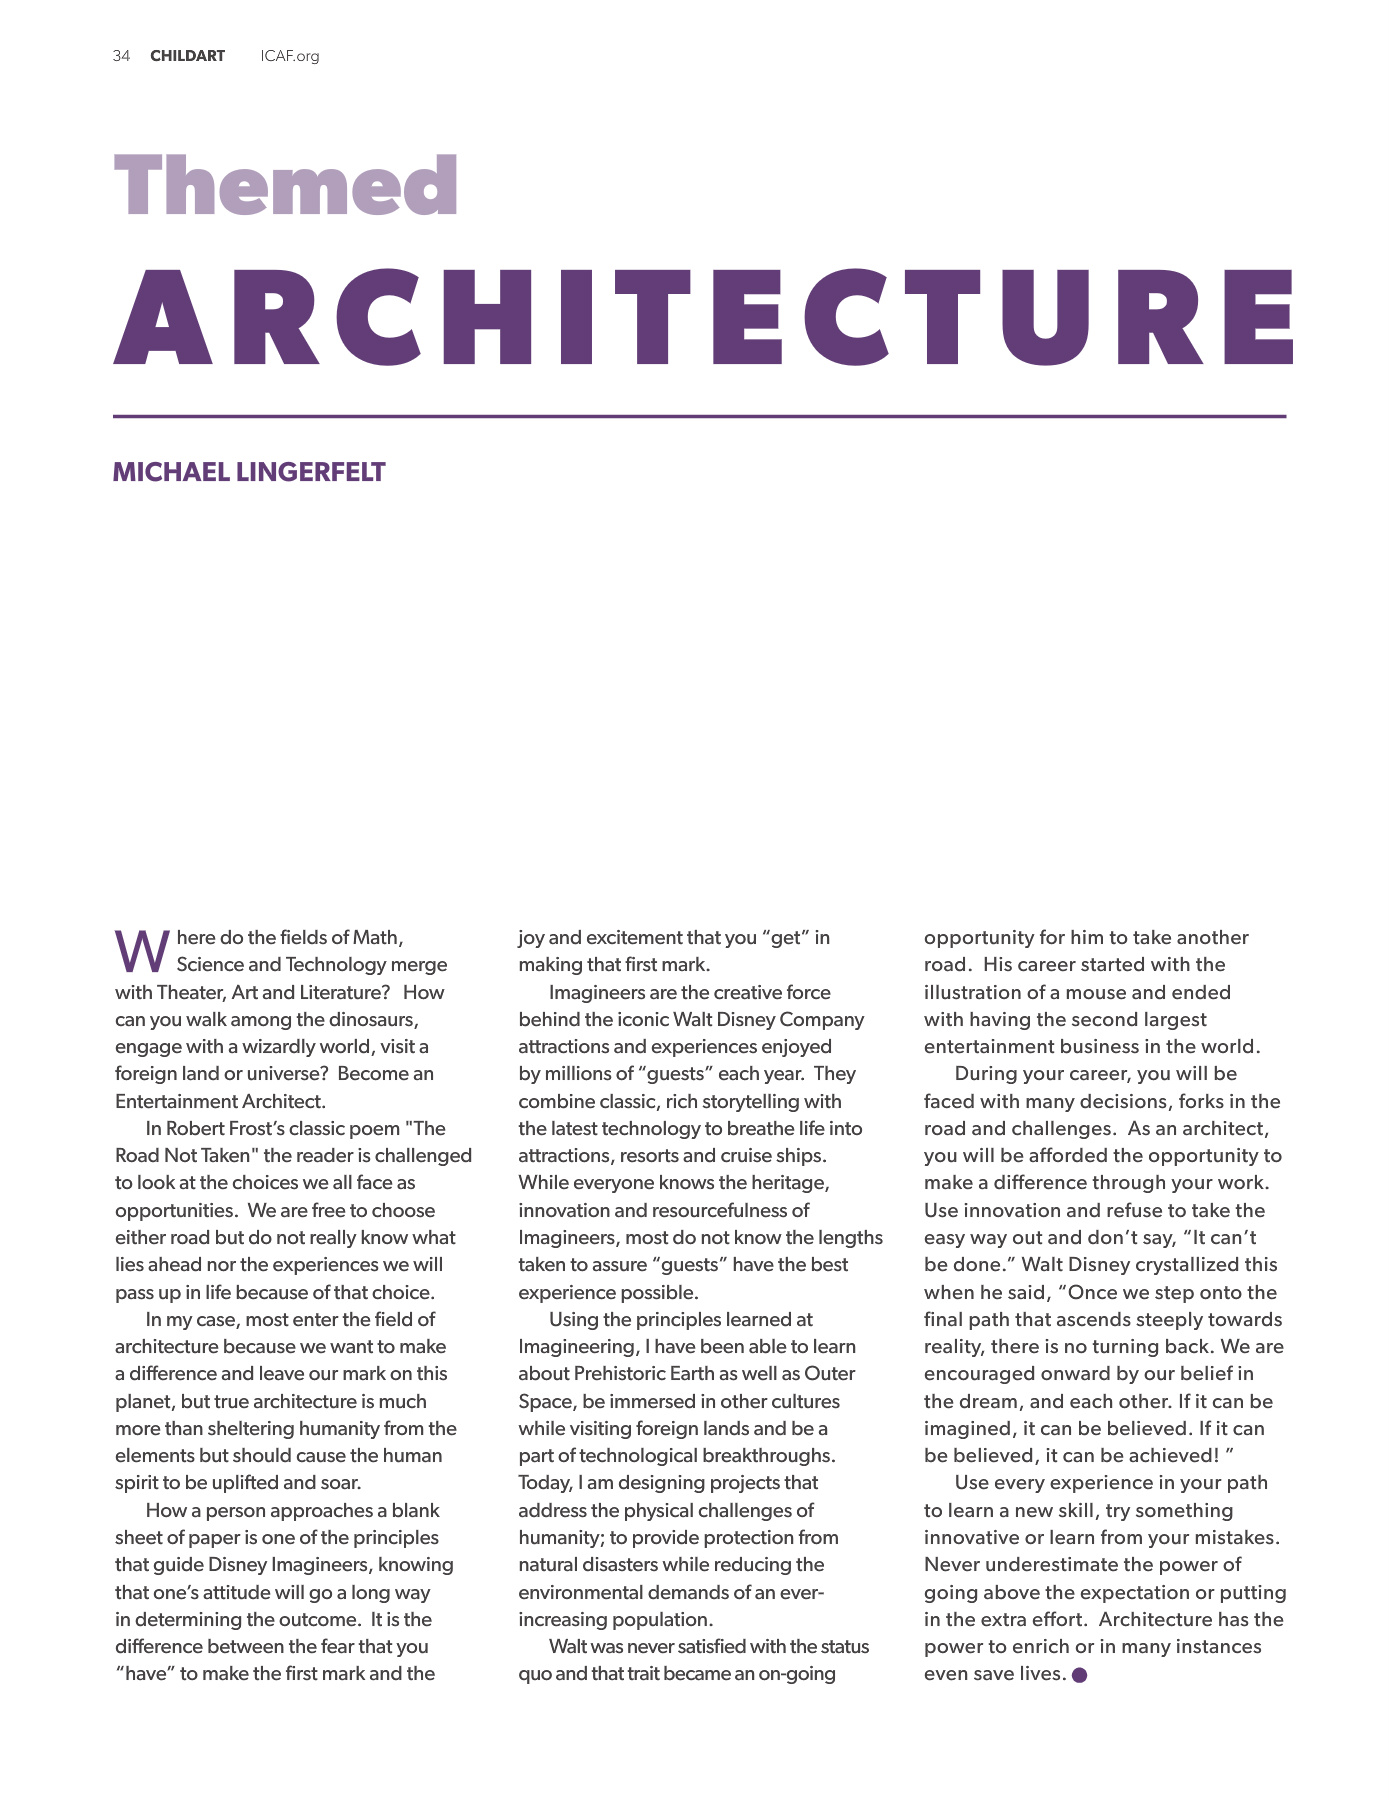 34 CHILDART ICAF.org
Themed
ARCHITECTURE
MICHAEL LINGERFELT
Where do the fields of Math,
Science and Technology merge
with Theater, Art and Literature?  How
can you walk among the dinosaurs,
engage with a wizardly world, visit a
foreign land or universe?  Become an
Entertainment Architect.
In Robert Frost’s classic poem "The
Road Not Taken" the reader is challenged
to look at the choices we all face as
opportunities.  We are free to choose
either road but do not really know what
lies ahead nor the experiences we will
pass up in life because of that choice.
In my case, most enter the field of
architecture because we want to make
a difference and leave our mark on this
planet, but true architecture is much
more than sheltering humanity from the
elements but should cause the human
spirit to be uplifted and soar.
How a person approaches a blank
sheet of paper is one of the principles
that guide Disney Imagineers, knowing
that one’s attitude will go a long way
in determining the outcome.  It is the
difference between the fear that you
“have” to make the first mark and the
joy and excitement that you “get” in
making that first mark.
Imagineers are the creative force
behind the iconic Walt Disney Company
attractions and experiences enjoyed
by millions of “guests” each year.  They
combine classic, rich storytelling with
the latest technology to breathe life into
attractions, resorts and cruise ships.
While everyone knows the heritage,
innovation and resourcefulness of
Imagineers, most do not know the lengths
taken to assure “guests” have the best
experience possible.
Using the principles learned at
Imagineering, I have been able to learn
about Prehistoric Earth as well as Outer
Space, be immersed in other cultures
while visiting foreign lands and be a
part of technological breakthroughs.
Today, I am designing projects that
address the physical challenges of
humanity; to provide protection from
natural disasters while reducing the
environmental demands of an ever-
increasing population.
Walt was never satisfied with the status
quo and that trait became an on-going
opportunity for him to take another
road.  His career started with the
illustration of a mouse and ended
with having the second largest
entertainment business in the world.
During your career, you will be
faced with many decisions, forks in the
road and challenges.  As an architect,
you will be afforded the opportunity to
make a difference through your work.
Use innovation and refuse to take the
easy way out and don’t say, “It can’t
be done.” Walt Disney crystallized this
when he said, “Once we step onto the
final path that ascends steeply towards
reality, there is no turning back. We are
encouraged onward by our belief in
the dream, and each other. If it can be
imagined, it can be believed. If it can
be believed, it can be achieved! ”
Use every experience in your path
to learn a new skill, try something
innovative or learn from your mistakes.
Never underestimate the power of
going above the expectation or putting
in the extra effort.  Architecture has the
power to enrich or in many instances
even save lives.